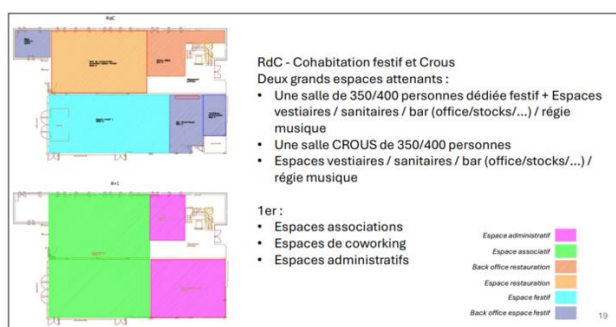 RdC
RdC - Cohabitation festif et Crous
Deux grands espaces attenants :
• Une salle de 350/400 personnes dédiée festif + Espaces
vestiaires / sanitaires / bar (office/stocks/...) / régie
musique
• Une salle CROUS de 350/400 personnes
• Espaces vestiaires / sanitaires / bar (office/stocks/...) /
régie musique
R+1
1er :
• Espaces associations
• Espaces de coworking
• Espaces administratifs
Espace administratif
Espace associatif
Back office restauration
Espace restauration
Espace festif
Back office espace festif
19